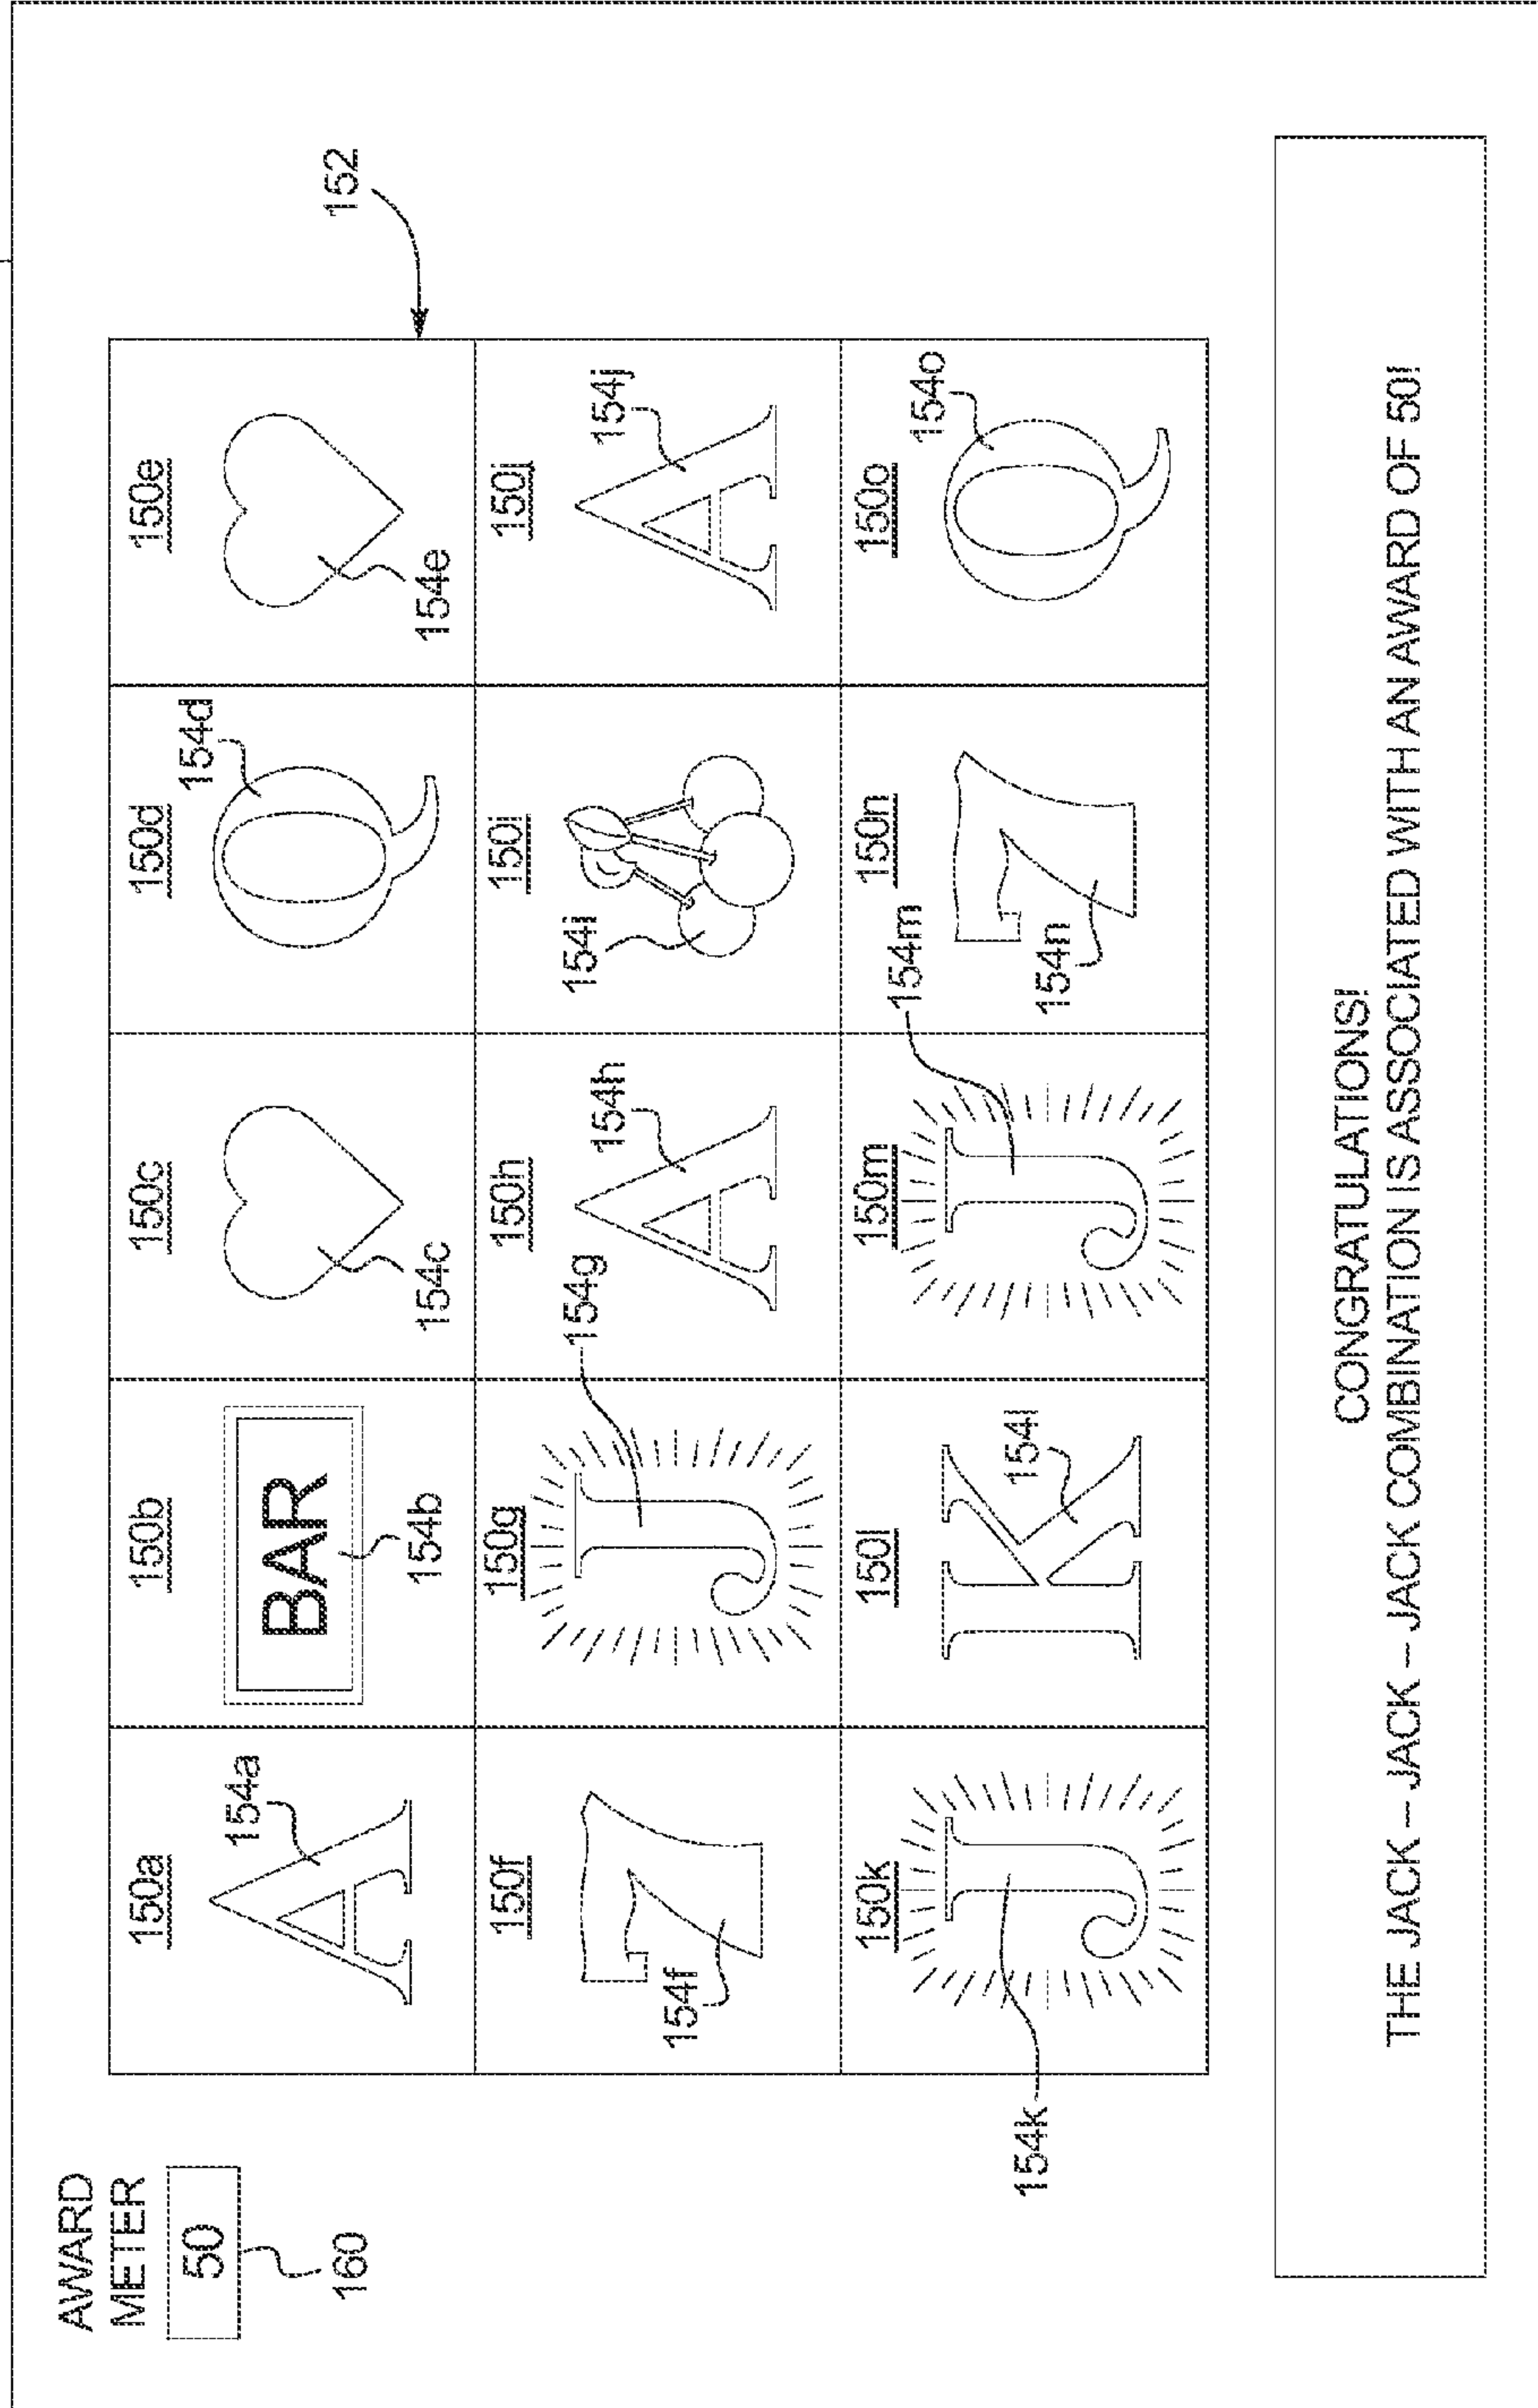 AWARD
METER
50
160
152
150a
A
154a
150b
BAR
154b
150c
154c
150d
Q
154d
150e
154e
150f
7
154f
150g
J
154g
150h
A
154h
150i
154i
150j
A
154j
150k
J
154k
150l
K
154l
150m
J
154m
150n
7
154n
150o
Q
154o
CONGRATULATIONS!
THE JACK – JACK – JACK COMBINATION IS ASSOCIATED WITH AN AWARD OF 50!